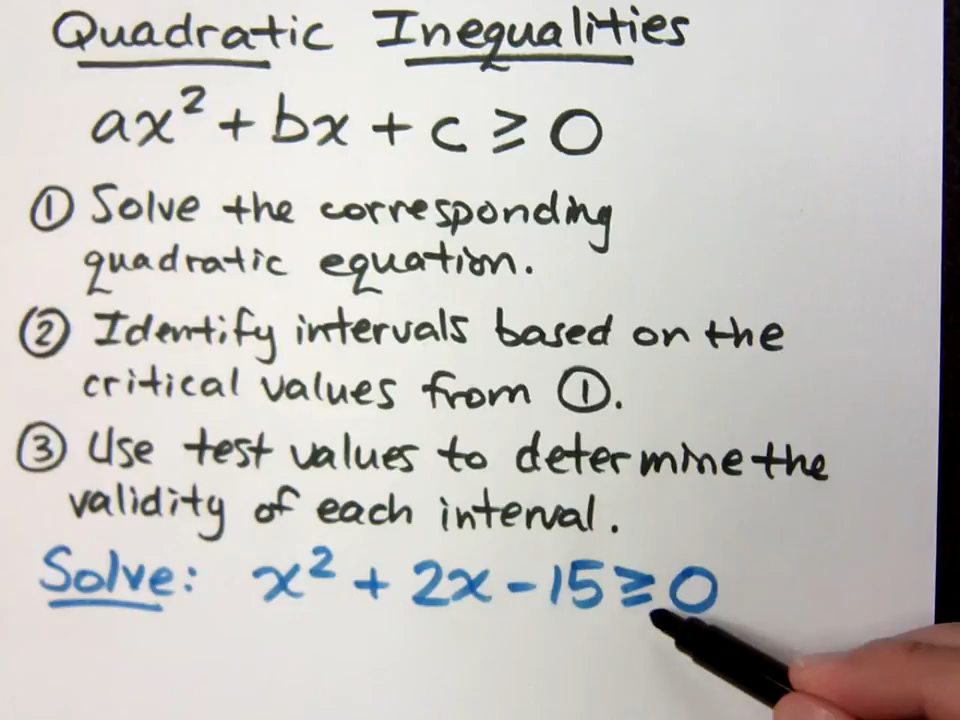 Quadratic Inequalities
ax² + bx + c ≥ 0
① Solve the corresponding
quadratic equation.
② Identify intervals based on the
critical values from ①.
③ Use test values to determine the
validity of each interval.
Solve: x² + 2x - 15 ≥ 0